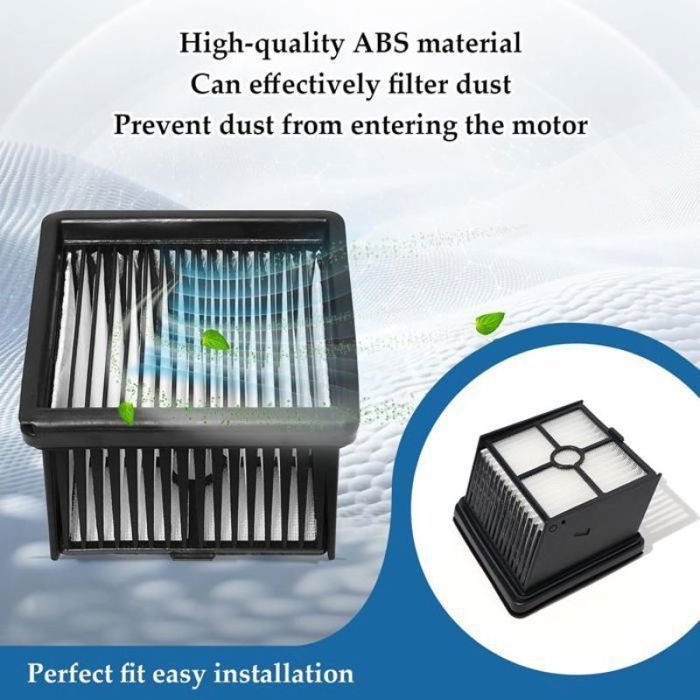 High-quality ABS material
Can effectively filter dust
Prevent dust from entering the motor
Perfect fit easy installation